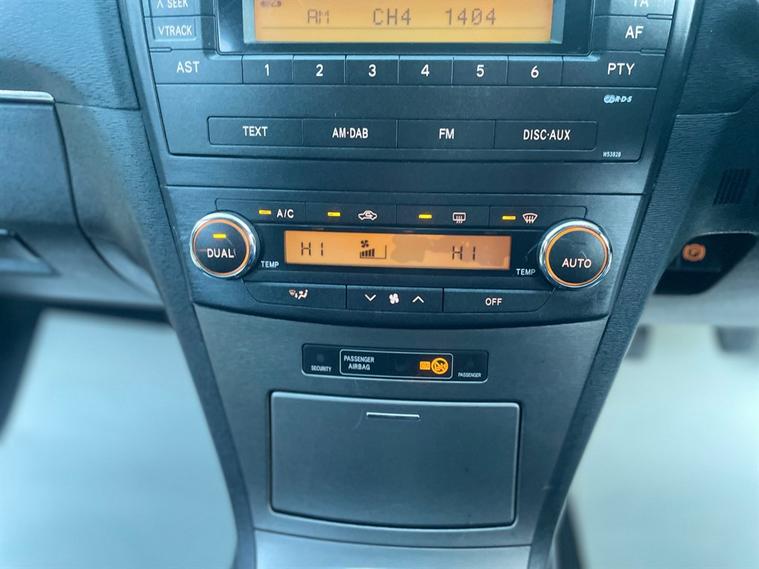 ∧ SEEK
TA
AM CH4 1404
∨TRACK
AF
AST 1 2 3 4 5 6 PTY
R·D·S
TEXT AM·DAB FM DISC·AUX
W53828
A/C
DUAL HI HI AUTO
TEMP TEMP
OFF
SECURITY PASSENGER AIRBAG PASSENGER